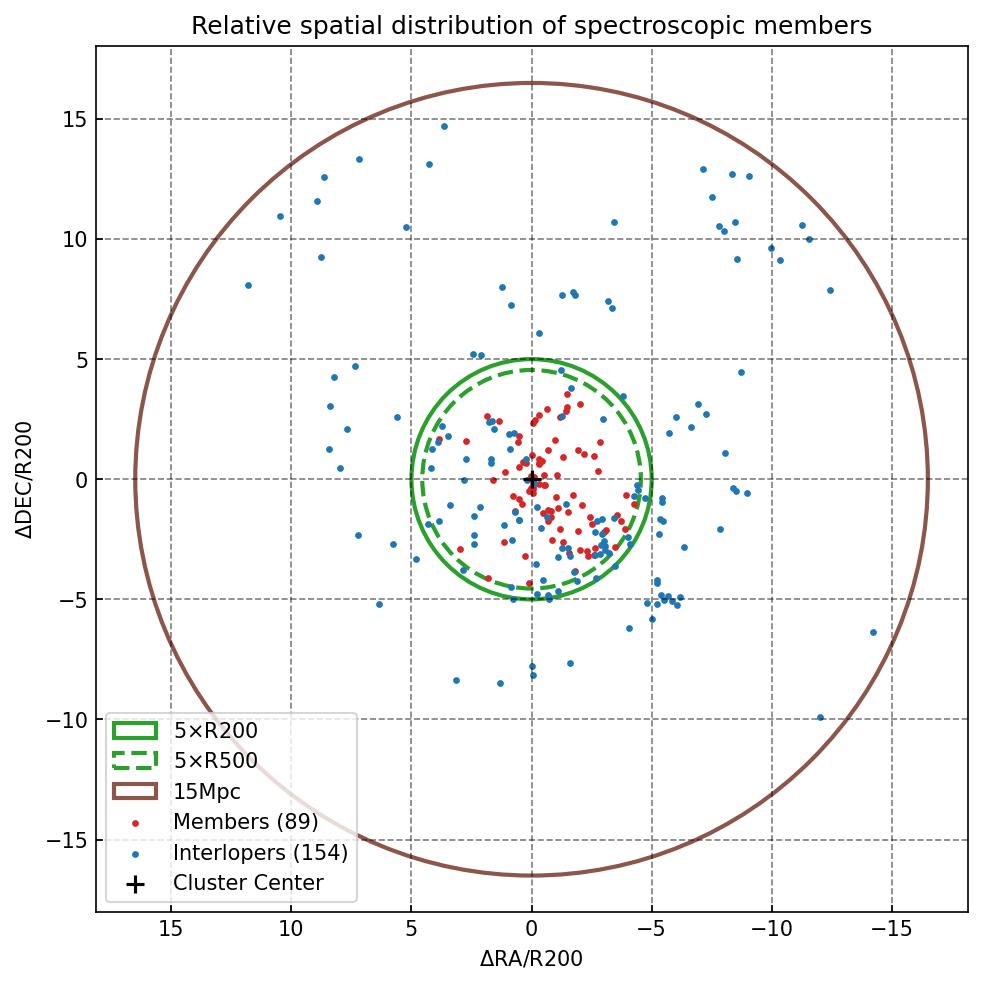 Relative spatial distribution of spectroscopic members
ΔDEC/R200
15
10
5
0
−5
−10
−15
5×R200
5×R500
15Mpc
Members (89)
Interlopers (154)
Cluster Center
15 10 5 0 −5 −10 −15
ΔRA/R200